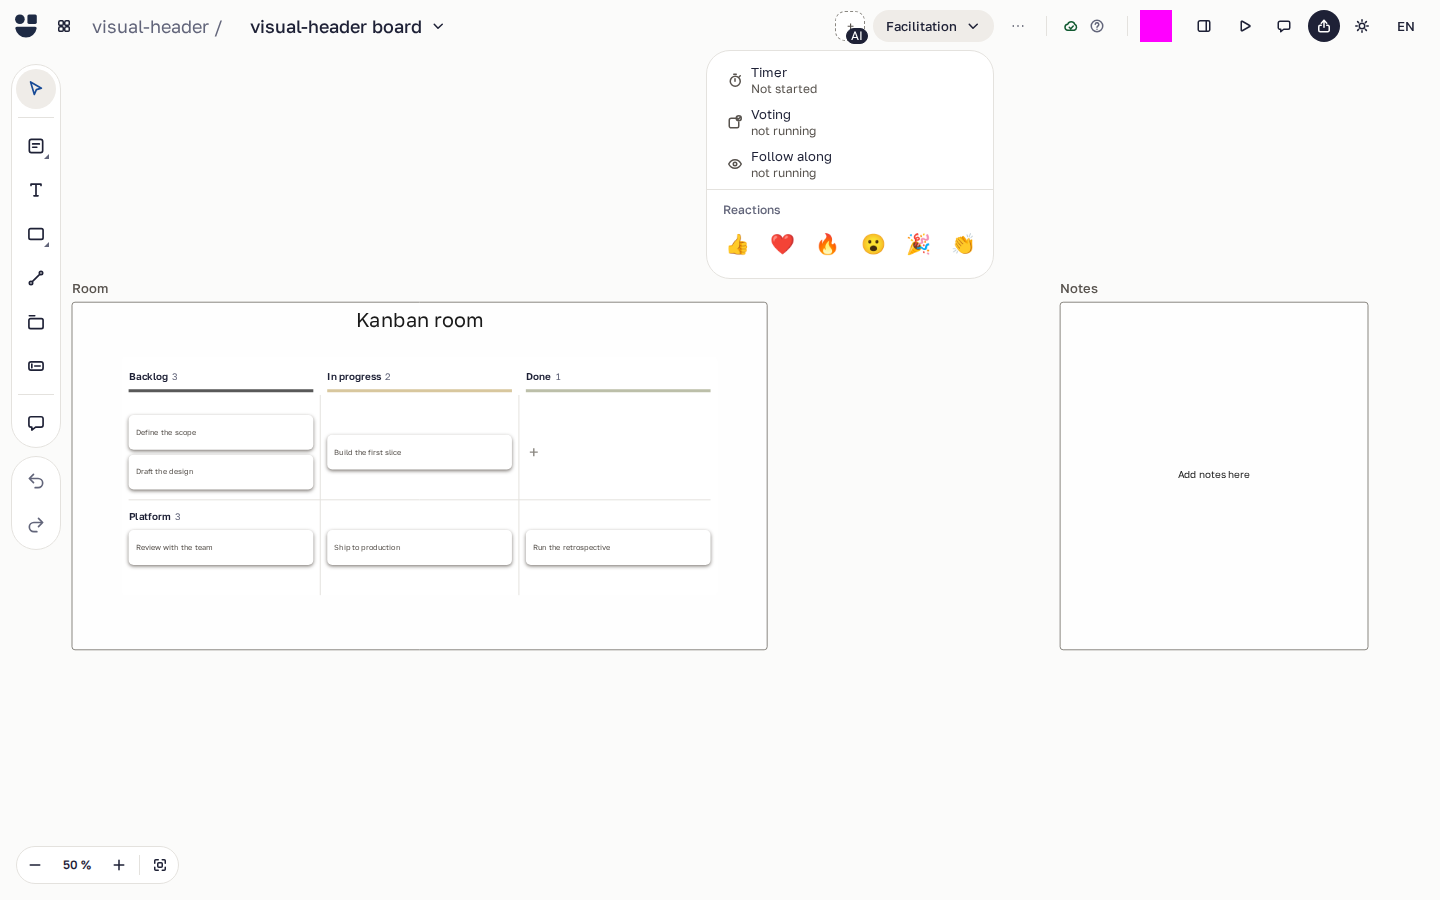 visual-header /
visual-header board
AI
Facilitation
EN
Timer
Not started
Voting
not running
Follow along
not running
Reactions
Room
Notes
Kanban room
Backlog 3
In progress 2
Done 1
Define the scope
Build the first slice
Draft the design
Add notes here
Platform 3
Review with the team
Ship to production
Run the retrospective
50 %